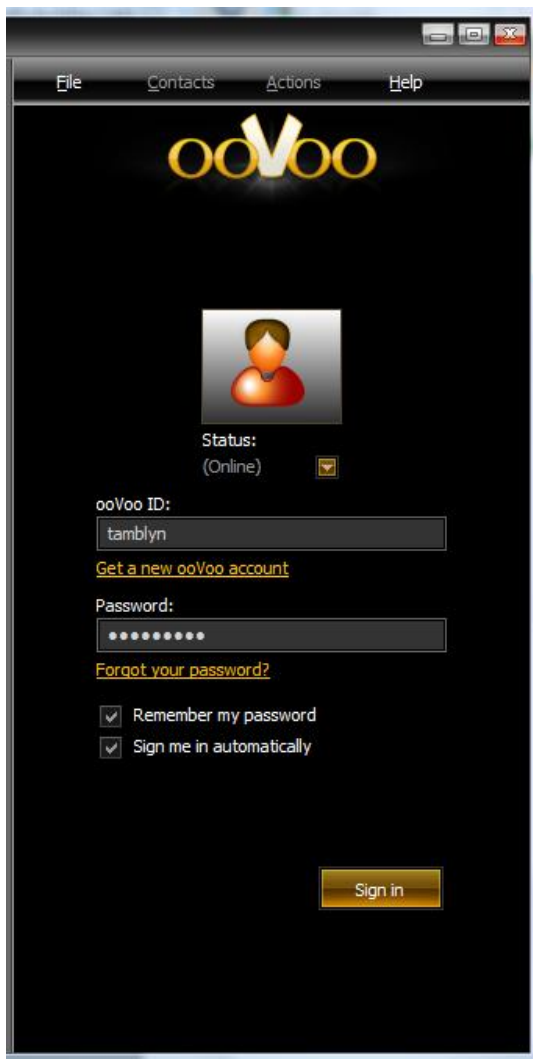 File Contacts Actions Help
ooVoo
Status:
(Online)
ooVoo ID:
tamblyn
Get a new ooVoo account
Password:
●●●●●●●●●
Forgot your password?
Remember my password
Sign me in automatically
Sign in